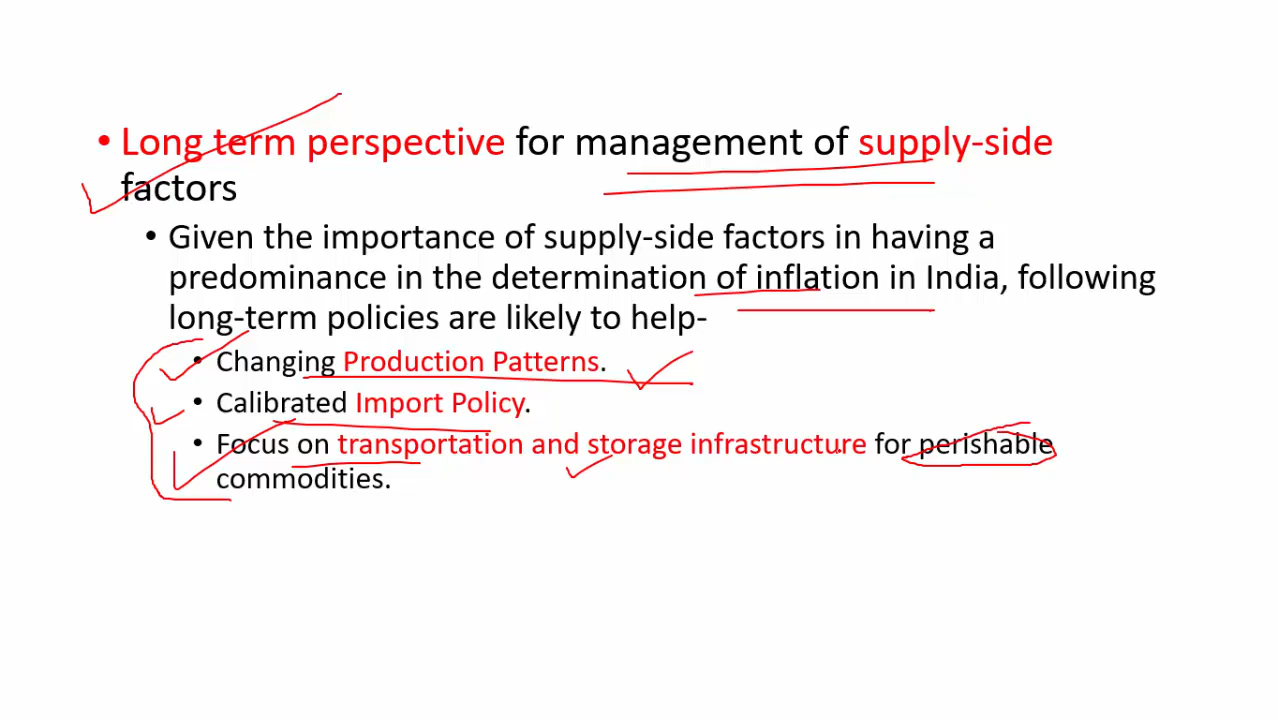 • Long term perspective for management of supply-side
factors
• Given the importance of supply-side factors in having a
predominance in the determination of inflation in India, following
long-term policies are likely to help-
• Changing Production Patterns.
• Calibrated Import Policy.
• Focus on transportation and storage infrastructure for perishable
commodities.